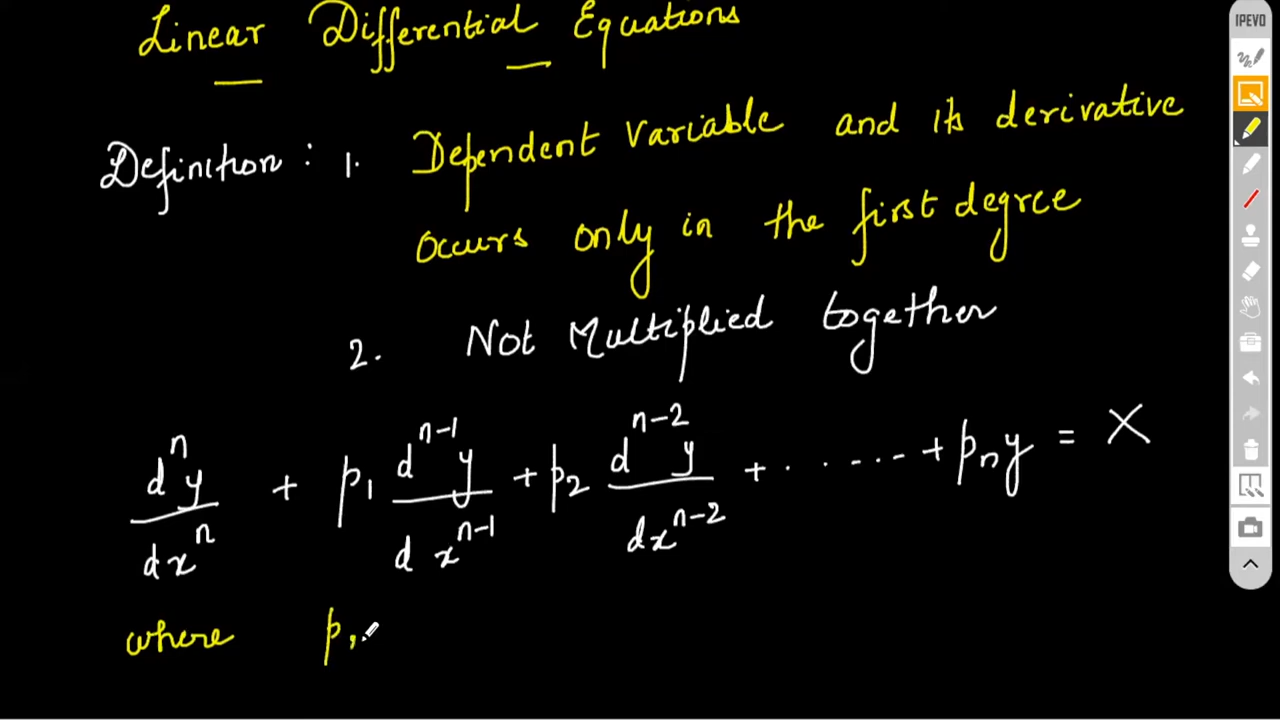 IPEVO
Linear Differential Equations
Definition : 1. Dependent Variable and its derivative
occurs only in the first degree
2. Not Multiplied together
dⁿy/dxⁿ + p₁ dⁿ⁻¹y/dxⁿ⁻¹ + p₂ dⁿ⁻²y/dxⁿ⁻² + ....... + pₙy = X
where p₁